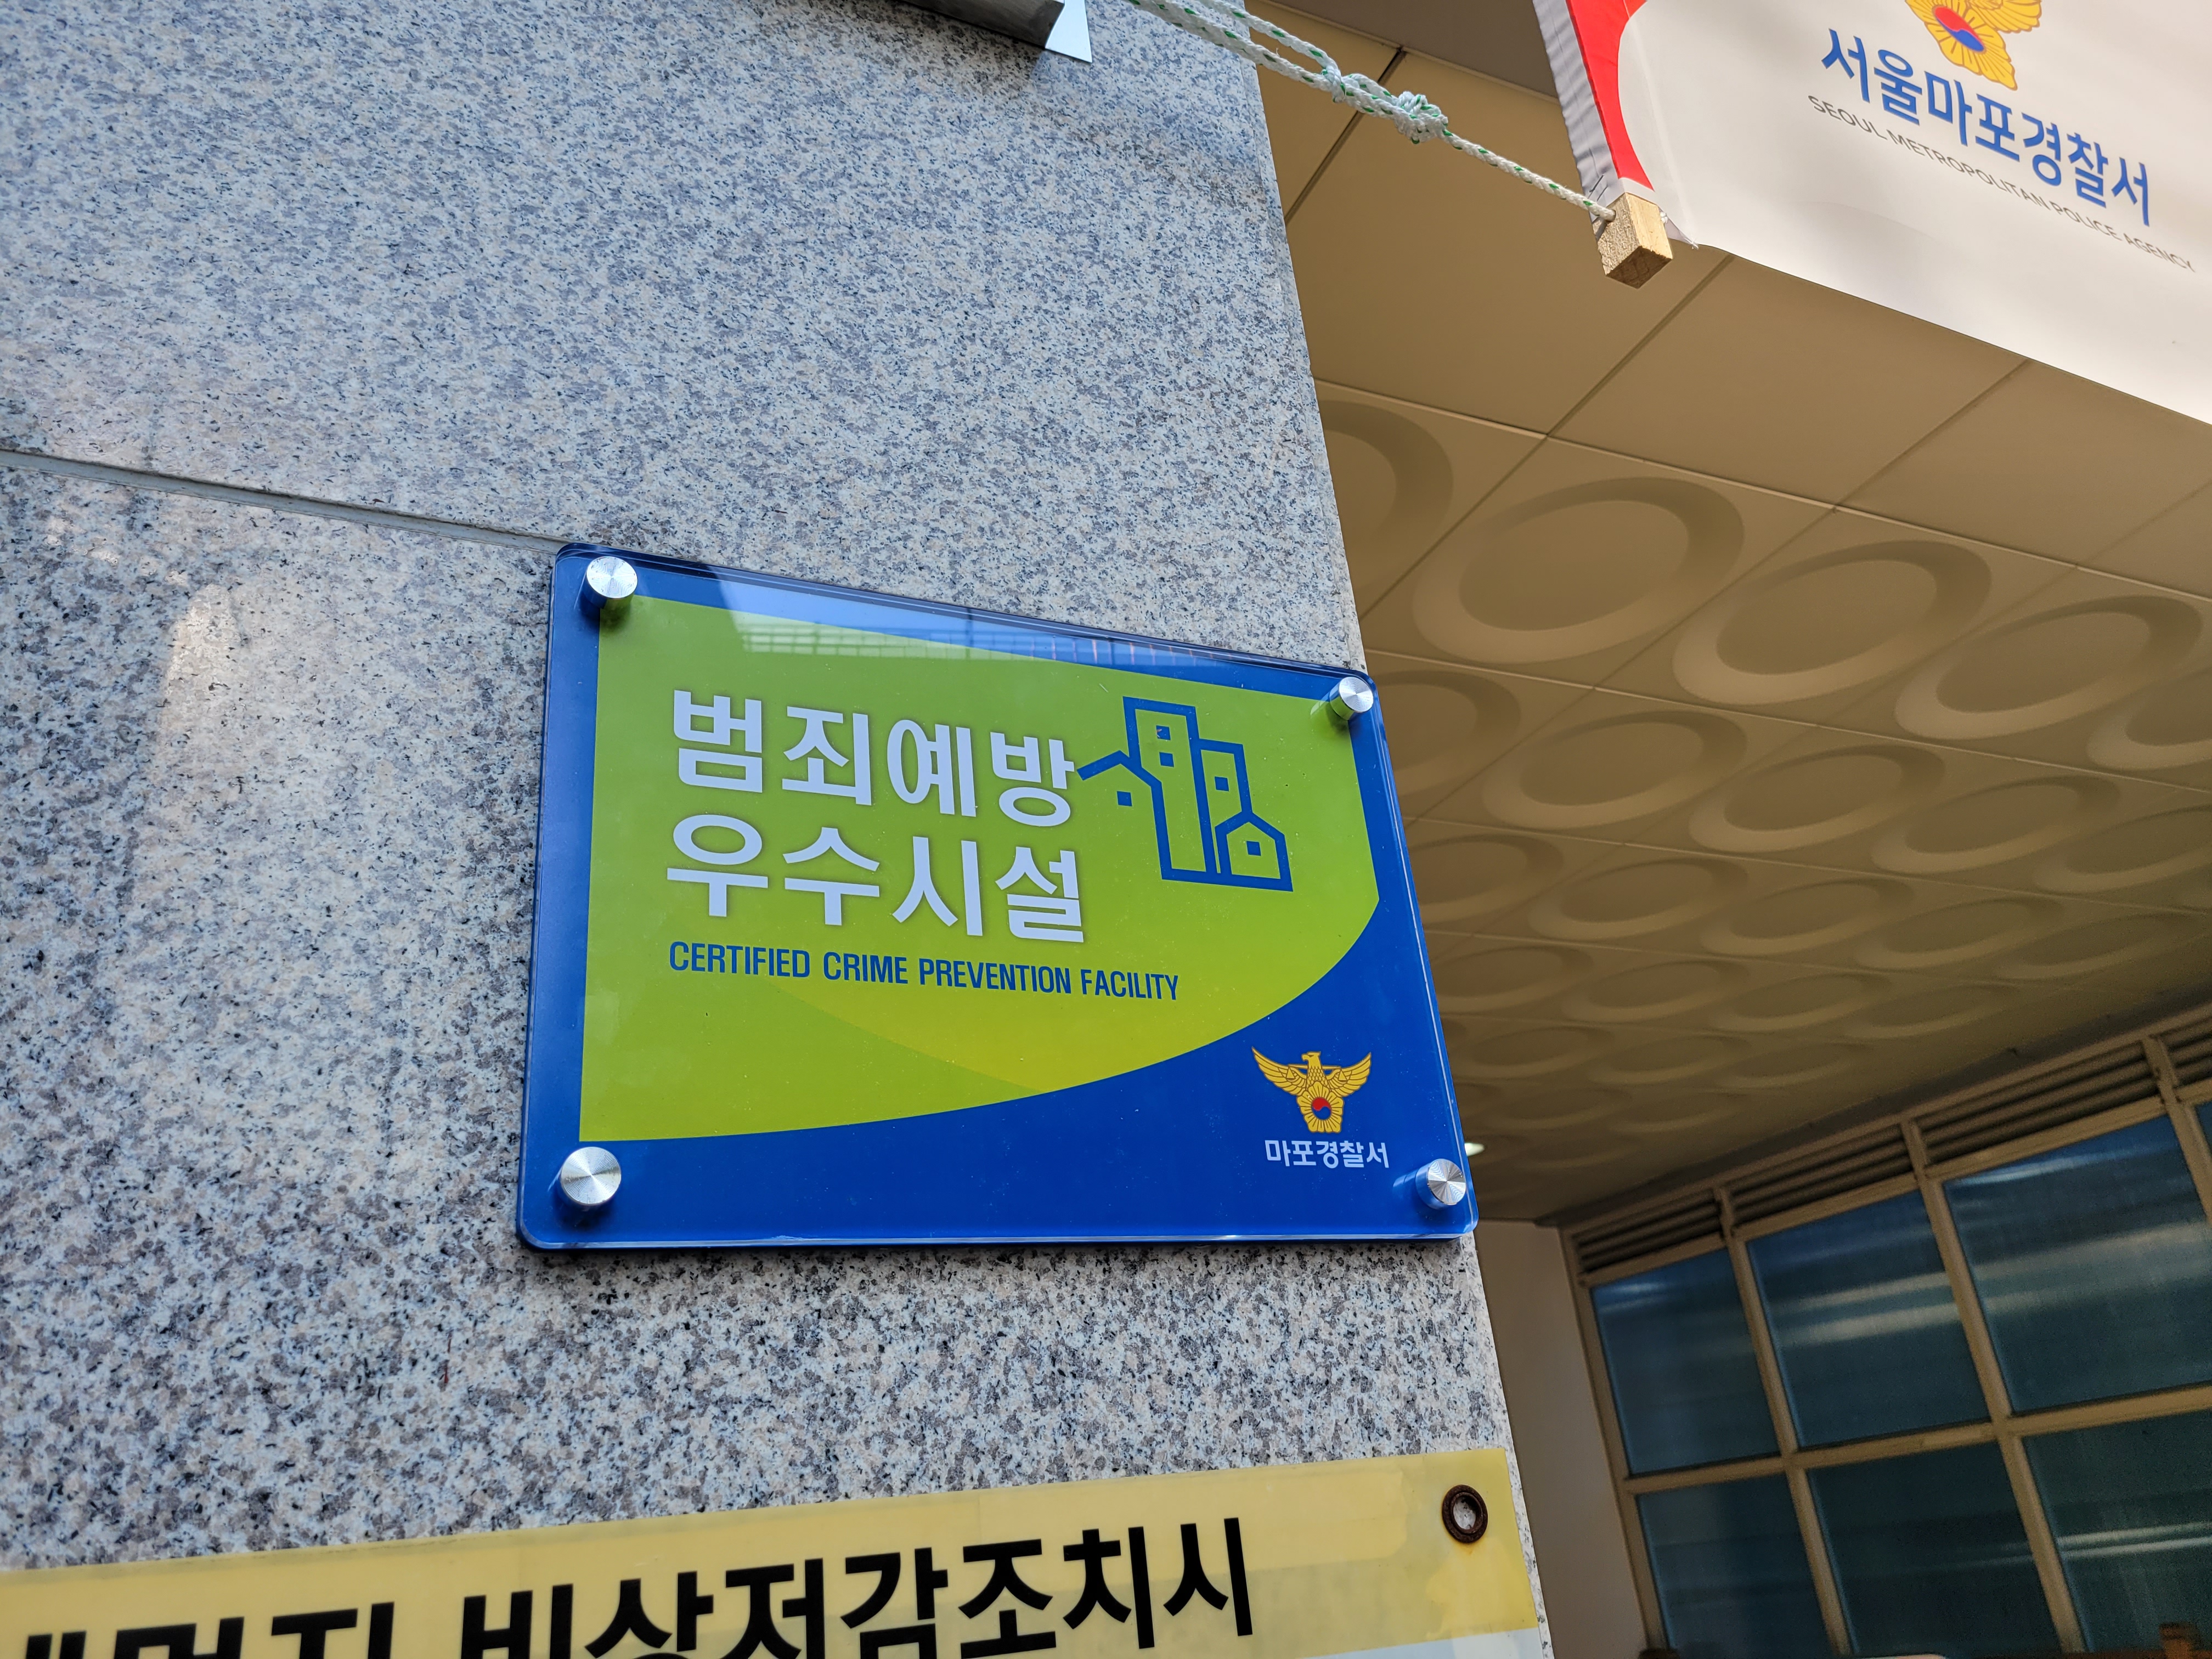 서울마포경찰서
SEOUL METROPOLITAN POLICE AGENCY
범죄예방
우수시설
CERTIFIED CRIME PREVENTION FACILITY
마포경찰서
비상저감조치시